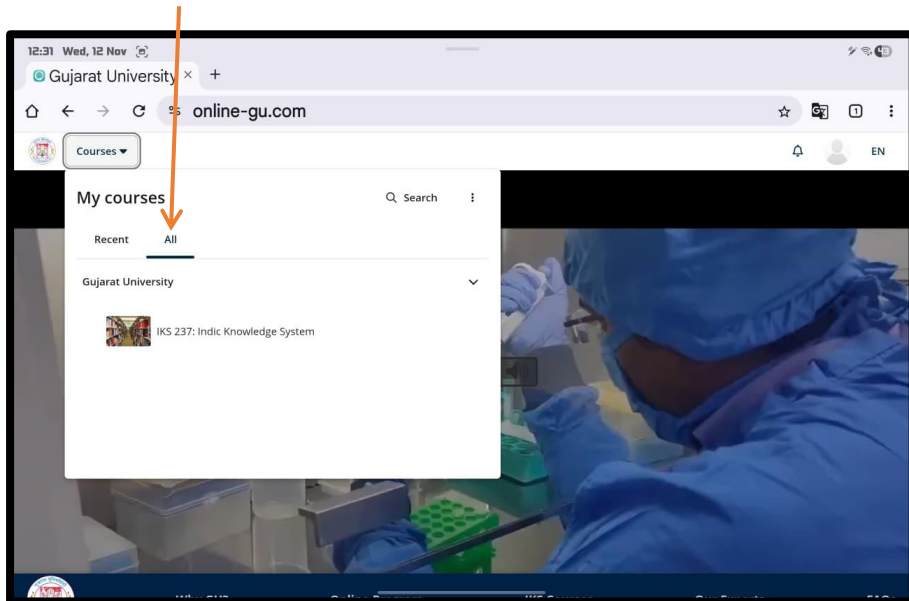 12:31 Wed, 12 Nov
Gujarat University × +
online-gu.com
1
Courses
EN
My courses
Search
Recent All
Gujarat University
IKS 237: Indic Knowledge System